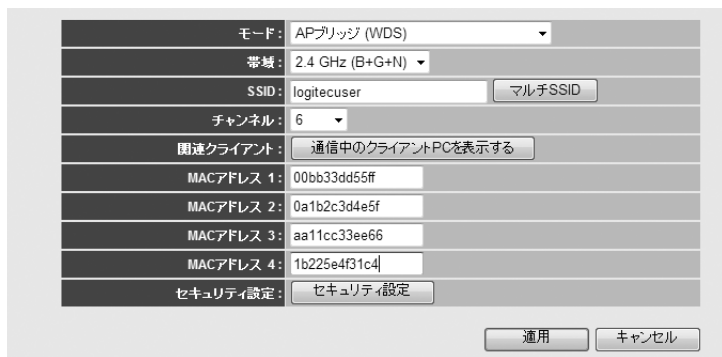 モード: APブリッジ (WDS)
帯域: 2.4 GHz (B+G+N)
SSID: logitecuser マルチSSID
チャンネル: 6
関連クライアント: 通信中のクライアントPCを表示する
MACアドレス 1: 00bb33dd55ff
MACアドレス 2: 0a1b2c3d4e5f
MACアドレス 3: aa11cc33ee66
MACアドレス 4: 1b225e4f31c4
セキュリティ設定: セキュリティ設定
適用 キャンセル